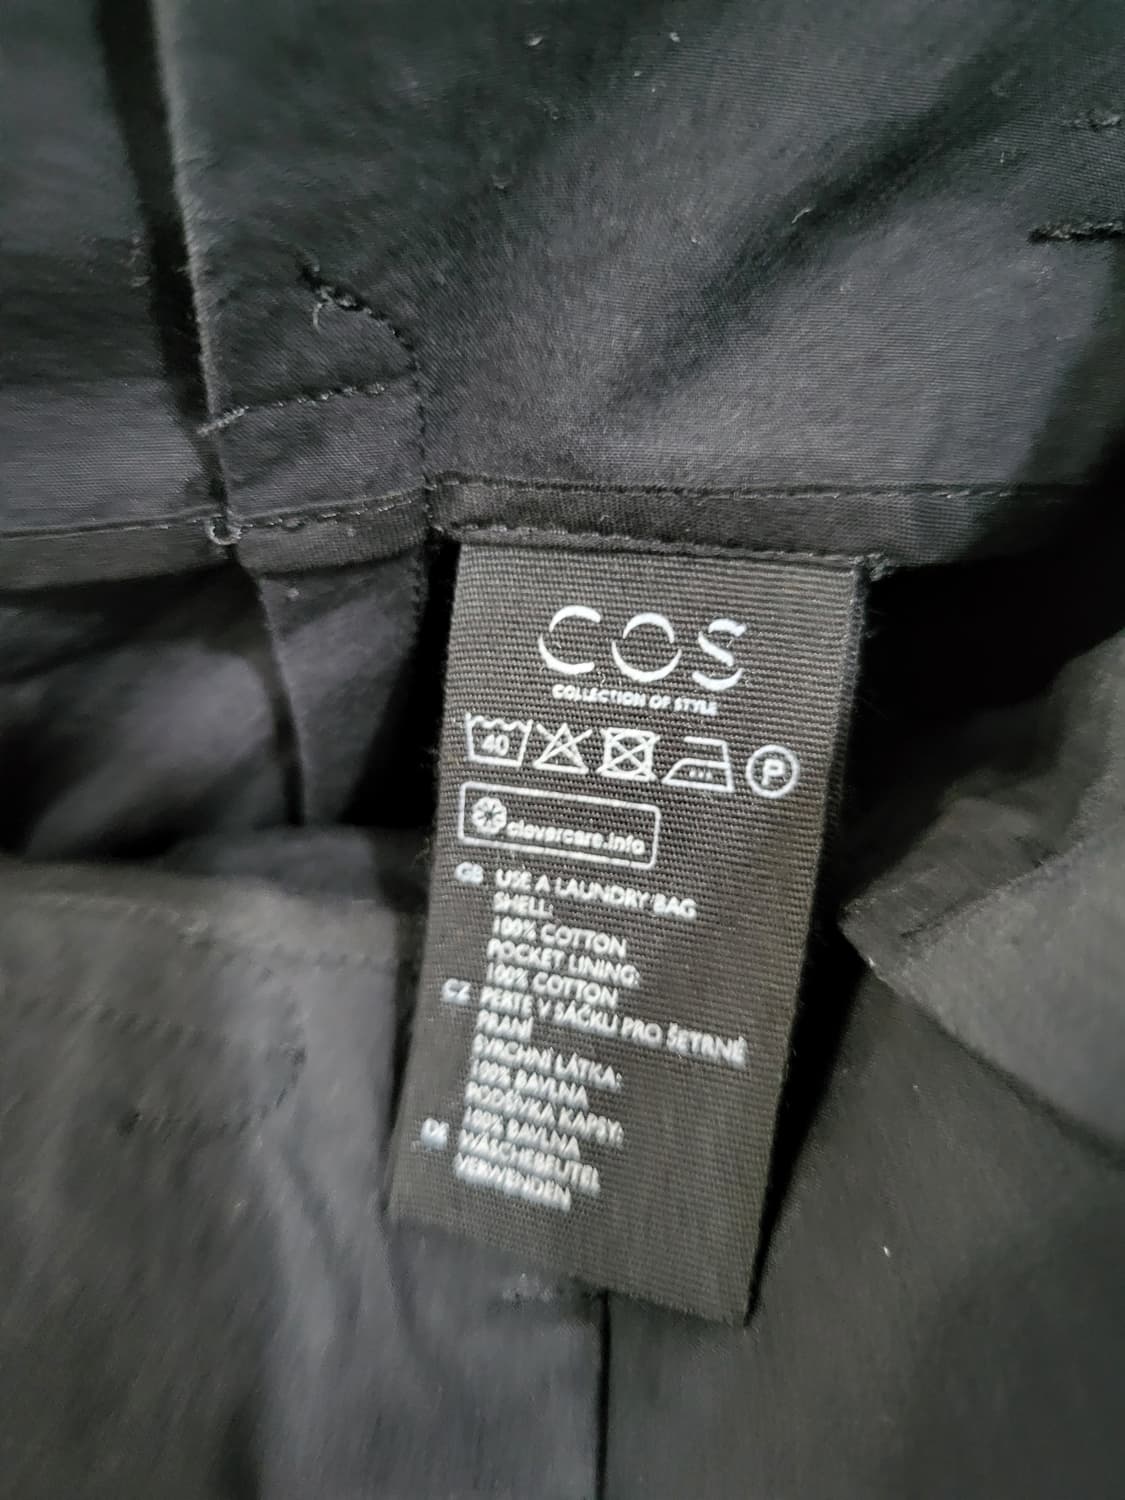 COS
COLLECTION OF STYLE
40
P
clevercare.info
GB USE A LAUNDRY BAG
SHELL:
100% COTTON
POCKET LINING:
100% COTTON
CZ PERTE V SÁČKU PRO ŠETRNÉ
PRANÍ
SVRCHNÍ LÁTKA:
100% BAVLNA
PODŠÍVKA KAPSY:
100% BAVLNA
DE WÄSCHEBEUTEL
VERWENDEN